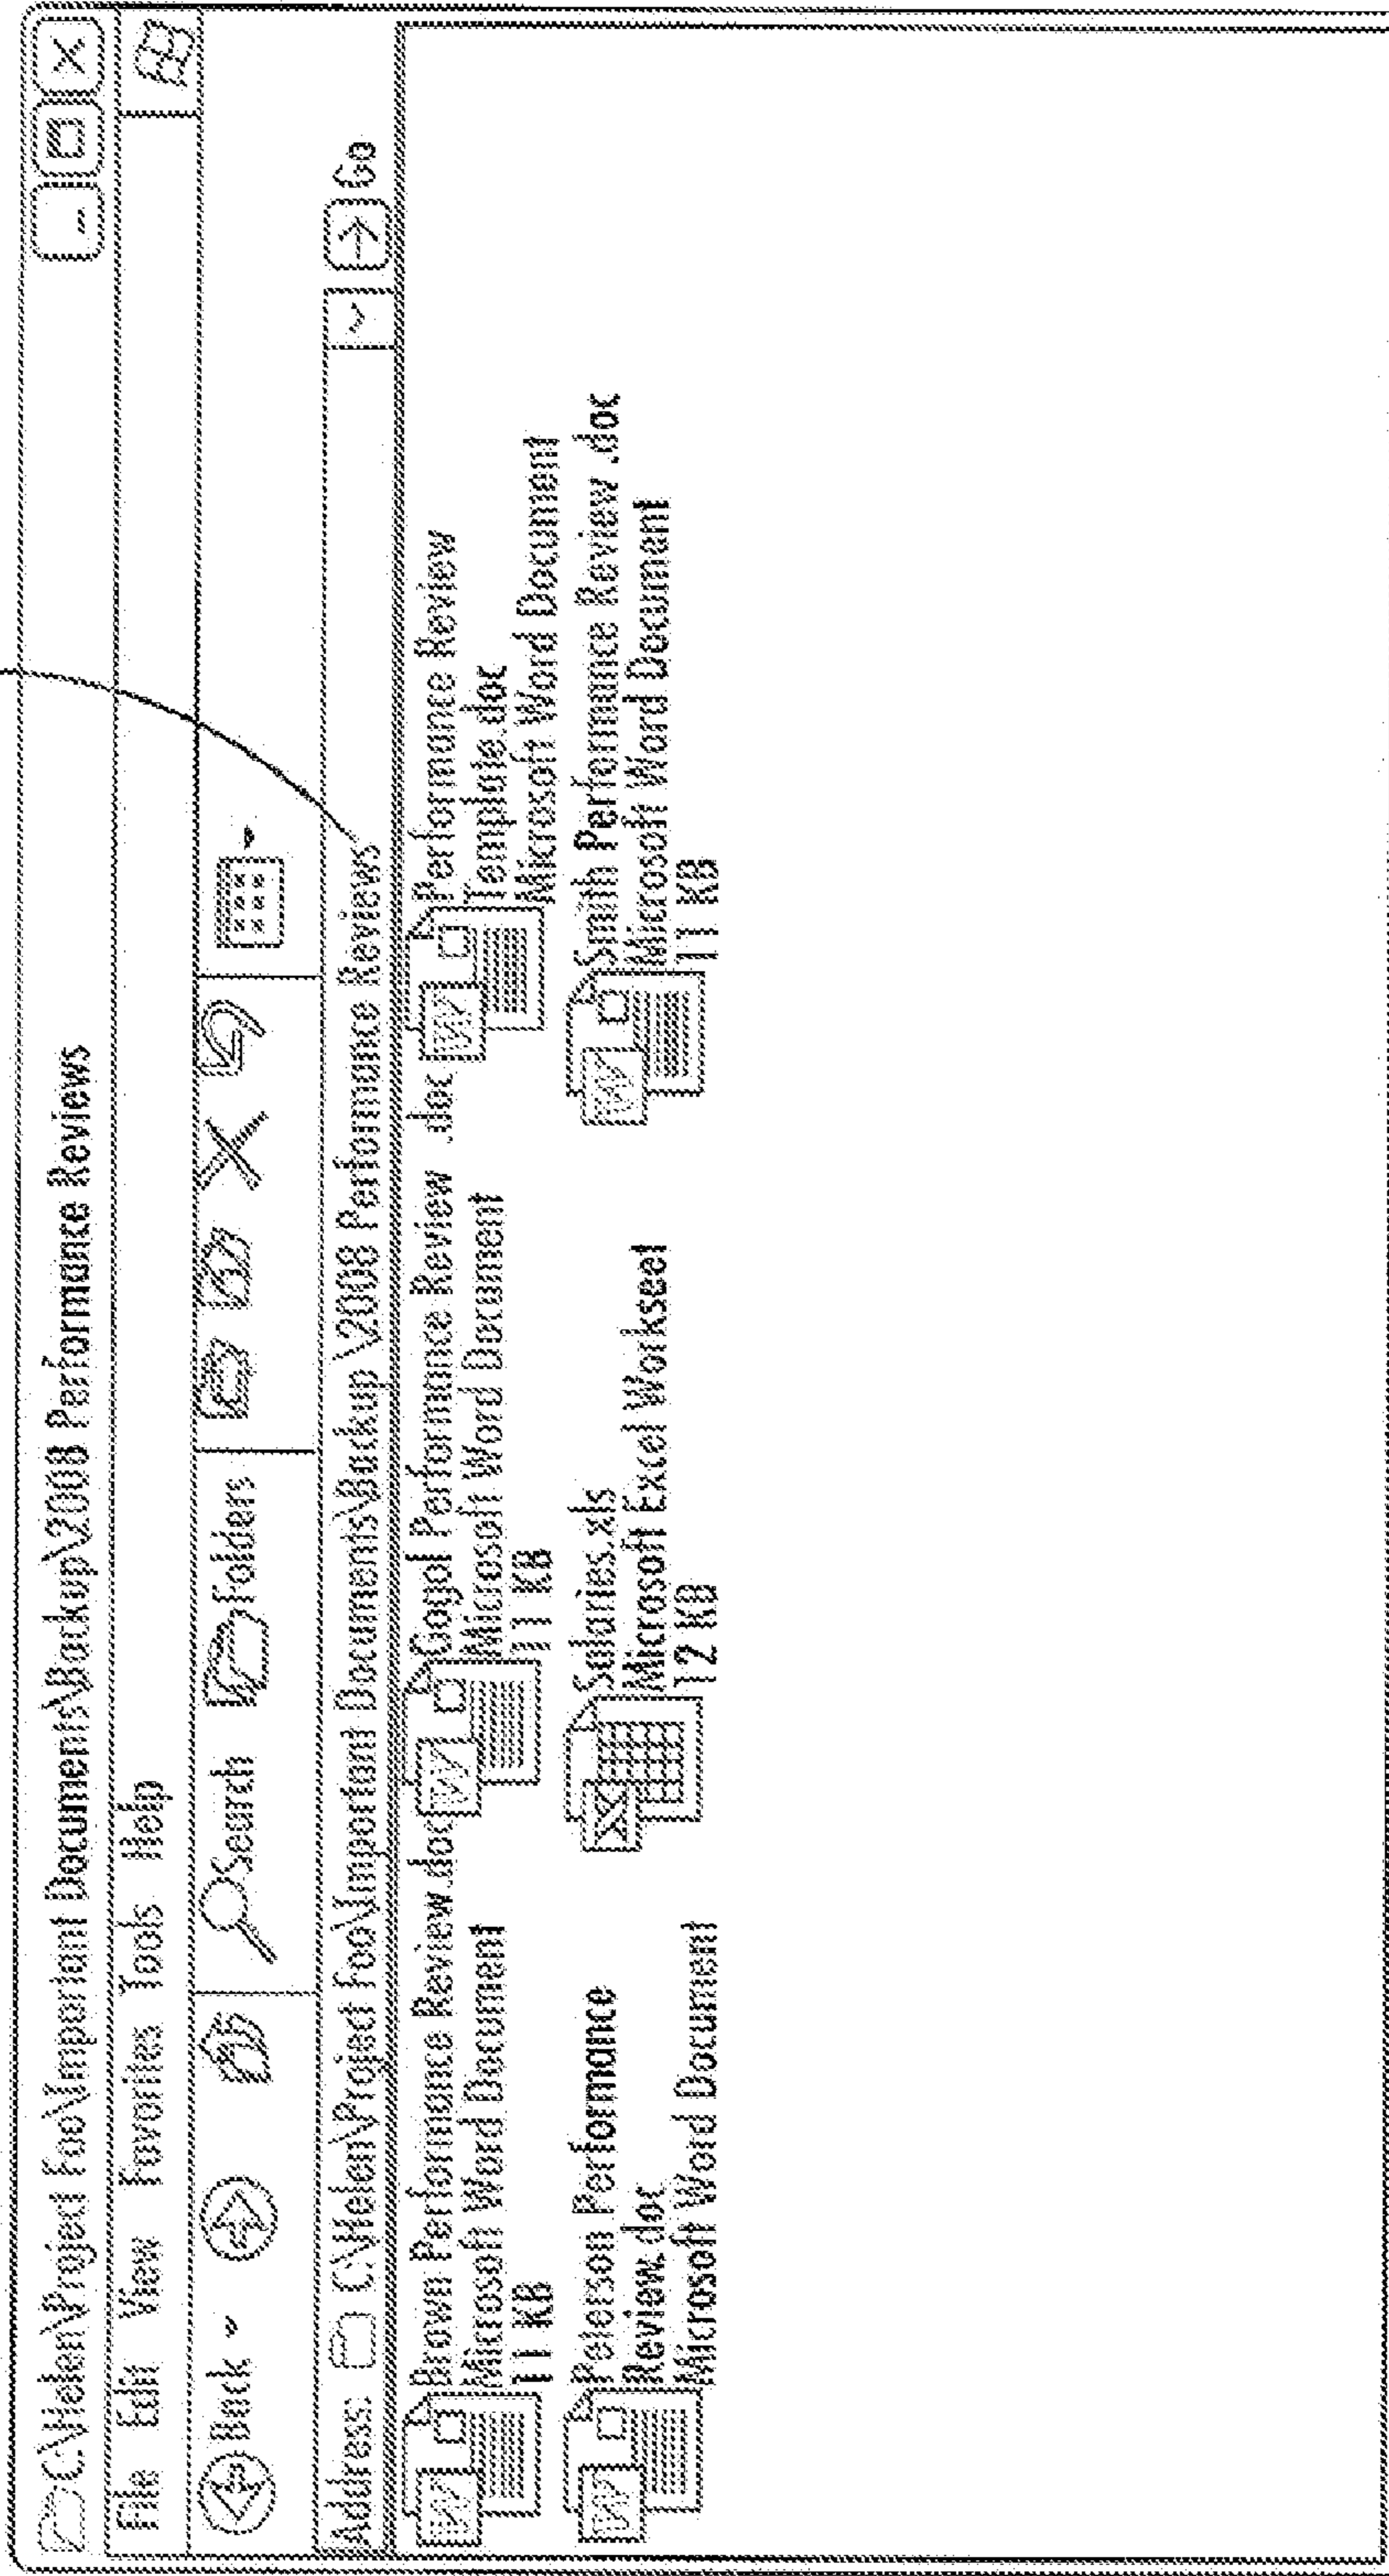 C:\Helen\Project Foo\Important Documents\Backup\2008 Performance Reviews
File Edit View Favorites Tools Help
Back Search Folders
Address: C:\Helen\Project Foo\Important Documents\Backup \2008 Performance Reviews
Go
Brown Performance Review.doc
Microsoft Word Document
11 KB
Gogol Performance Review .doc
Microsoft Word Document
11 KB
Performance Review
Template.doc
Microsoft Word Document
Peterson Performance
Review.doc
Microsoft Word Document
Salaries.xls
Microsoft Excel Workseet
12 KB
Smith Performance Review .doc
Microsoft Word Document
11 KB